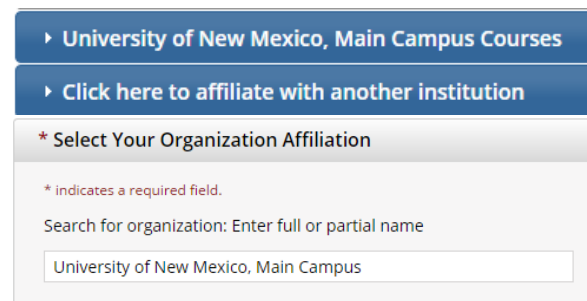 University of New Mexico, Main Campus Courses
Click here to affiliate with another institution
* Select Your Organization Affiliation
* indicates a required field.
Search for organization: Enter full or partial name
University of New Mexico, Main Campus